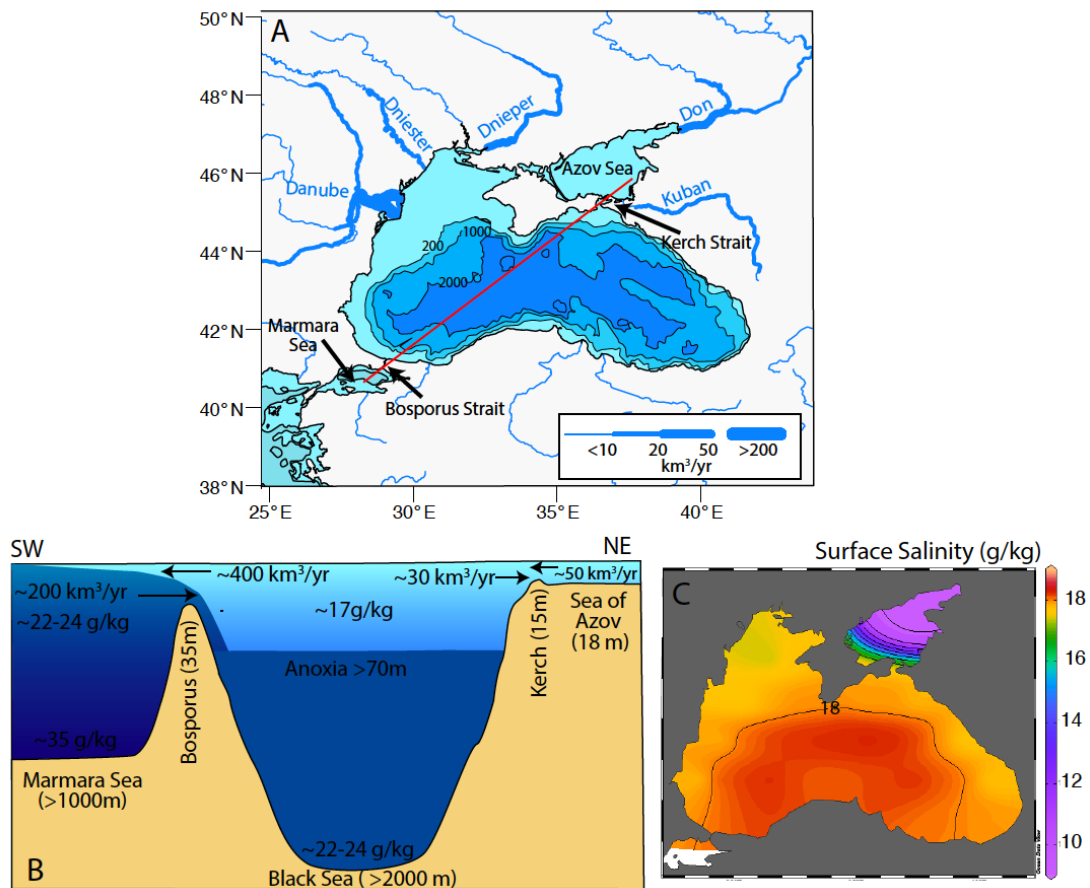 A
50°N
48°N
46°N
44°N
42°N
40°N
38°N
25°E
30°E
35°E
40°E
Dniester
Dnieper
Don
Danube
Azov Sea
Kuban
Kerch Strait
200
1000
2000
Marmara
Sea
Bosporus Strait
<10 20 50 >200
km³/yr
SW
NE
~400 km³/yr
~30 km³/yr
~50 km³/yr
~200 km³/yr
~22-24 g/kg
~17g/kg
Sea of
Azov
(18 m)
Bosporus (35m)
Kerch (15m)
Anoxia >70m
~35 g/kg
Marmara Sea
(>1000m)
~22-24 g/kg
B
Black Sea ( >2000 m)
Surface Salinity (g/kg)
C
18
18
16
14
12
10